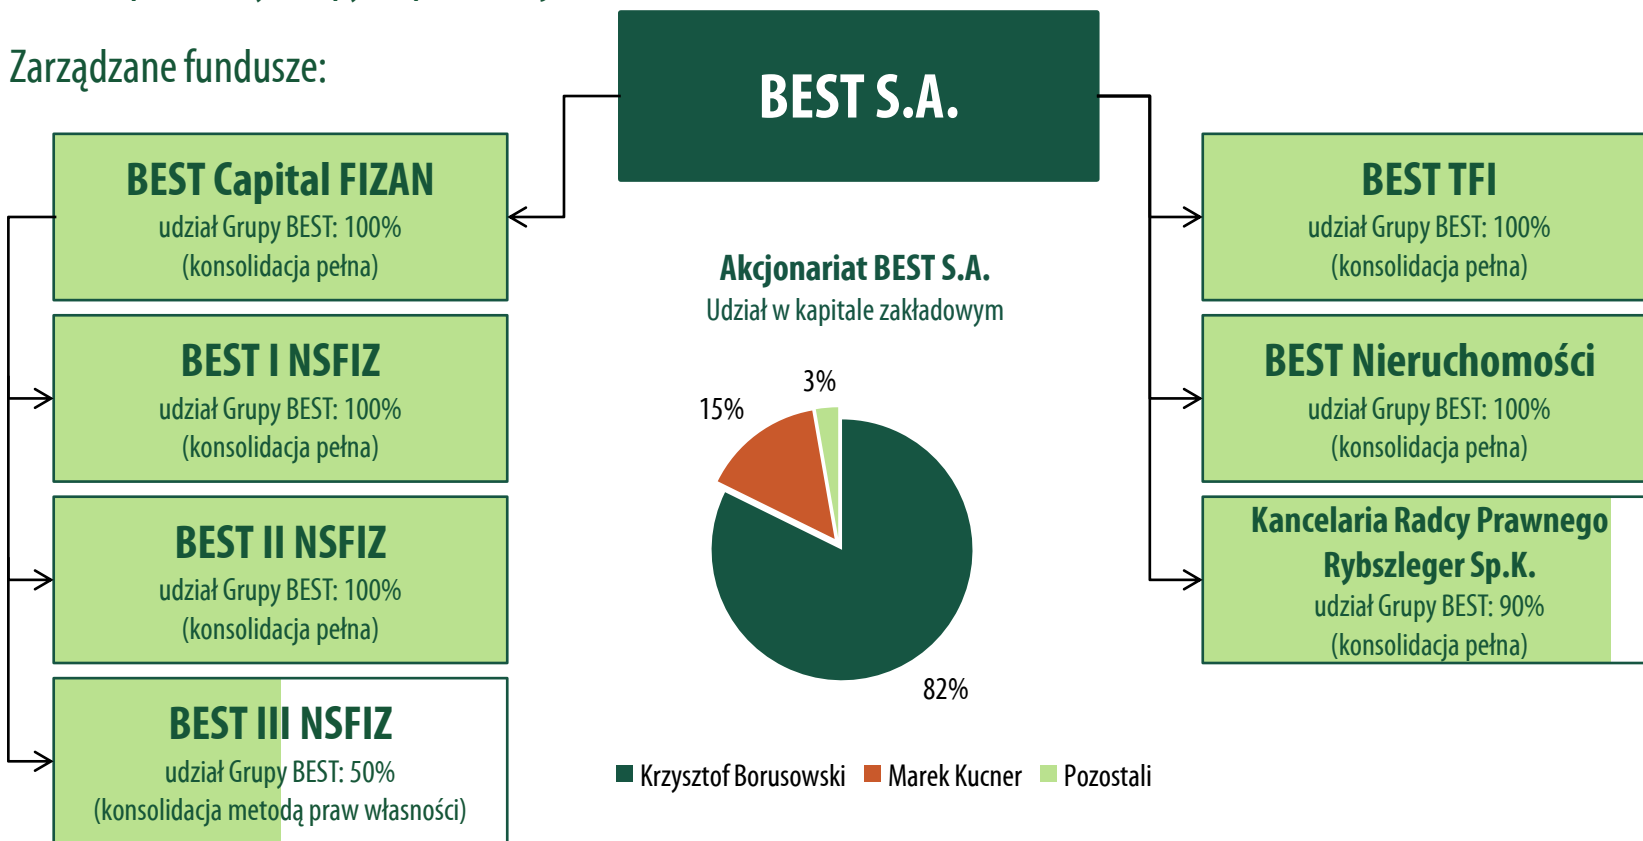 Zarządzane fundusze:
BEST S.A.
BEST Capital FIZAN
udział Grupy BEST: 100%
(konsolidacja pełna)
BEST I NSFIZ
udział Grupy BEST: 100%
(konsolidacja pełna)
BEST II NSFIZ
udział Grupy BEST: 100%
(konsolidacja pełna)
BEST III NSFIZ
udział Grupy BEST: 50%
(konsolidacja metodą praw własności)
Akcjonariat BEST S.A.
Udział w kapitale zakładowym
3%
15%
82%
Krzysztof Borusowski Marek Kucner Pozostali
BEST TFI
udział Grupy BEST: 100%
(konsolidacja pełna)
BEST Nieruchomości
udział Grupy BEST: 100%
(konsolidacja pełna)
Kancelaria Radcy Prawnego
Rybszleger Sp.K.
udział Grupy BEST: 90%
(konsolidacja pełna)